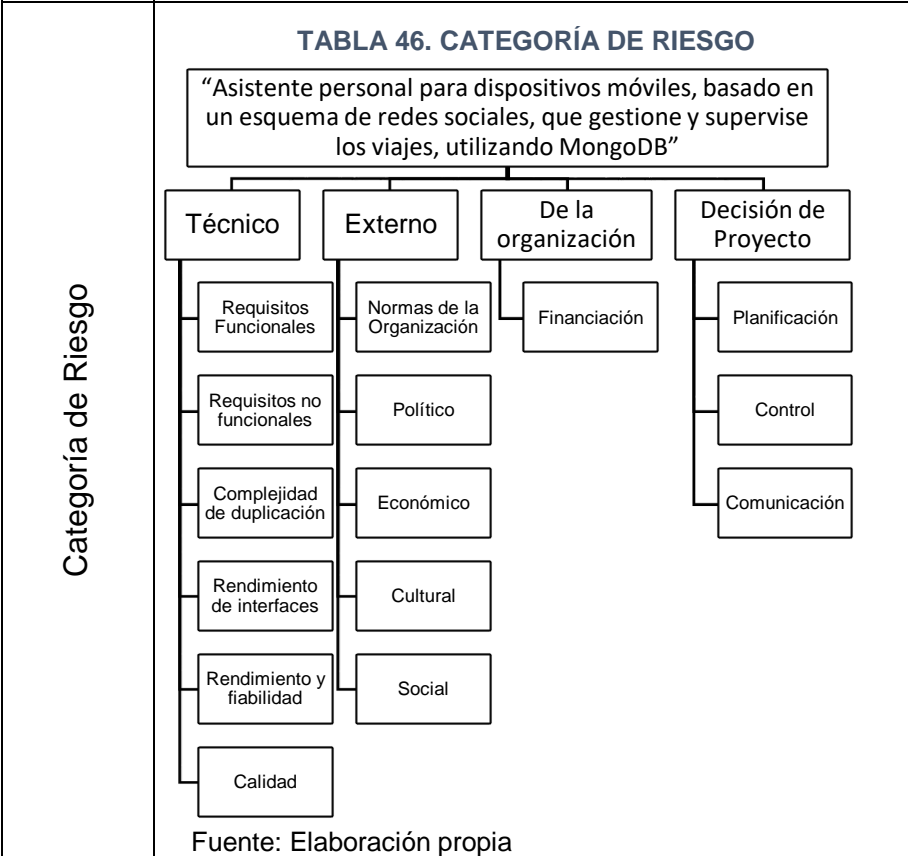 Categoría de Riesgo
TABLA 46. CATEGORÍA DE RIESGO
“Asistente personal para dispositivos móviles, basado en
un esquema de redes sociales, que gestione y supervise
los viajes, utilizando MongoDB”
Técnico
Requisitos
Funcionales
Requisitos no
funcionales
Complejidad
de duplicación
Rendimiento
de interfaces
Rendimiento y
fiabilidad
Calidad
Externo
Normas de la
Organización
Político
Económico
Cultural
Social
De la
organización
Financiación
Decisión de
Proyecto
Planificación
Control
Comunicación
Fuente: Elaboración propia